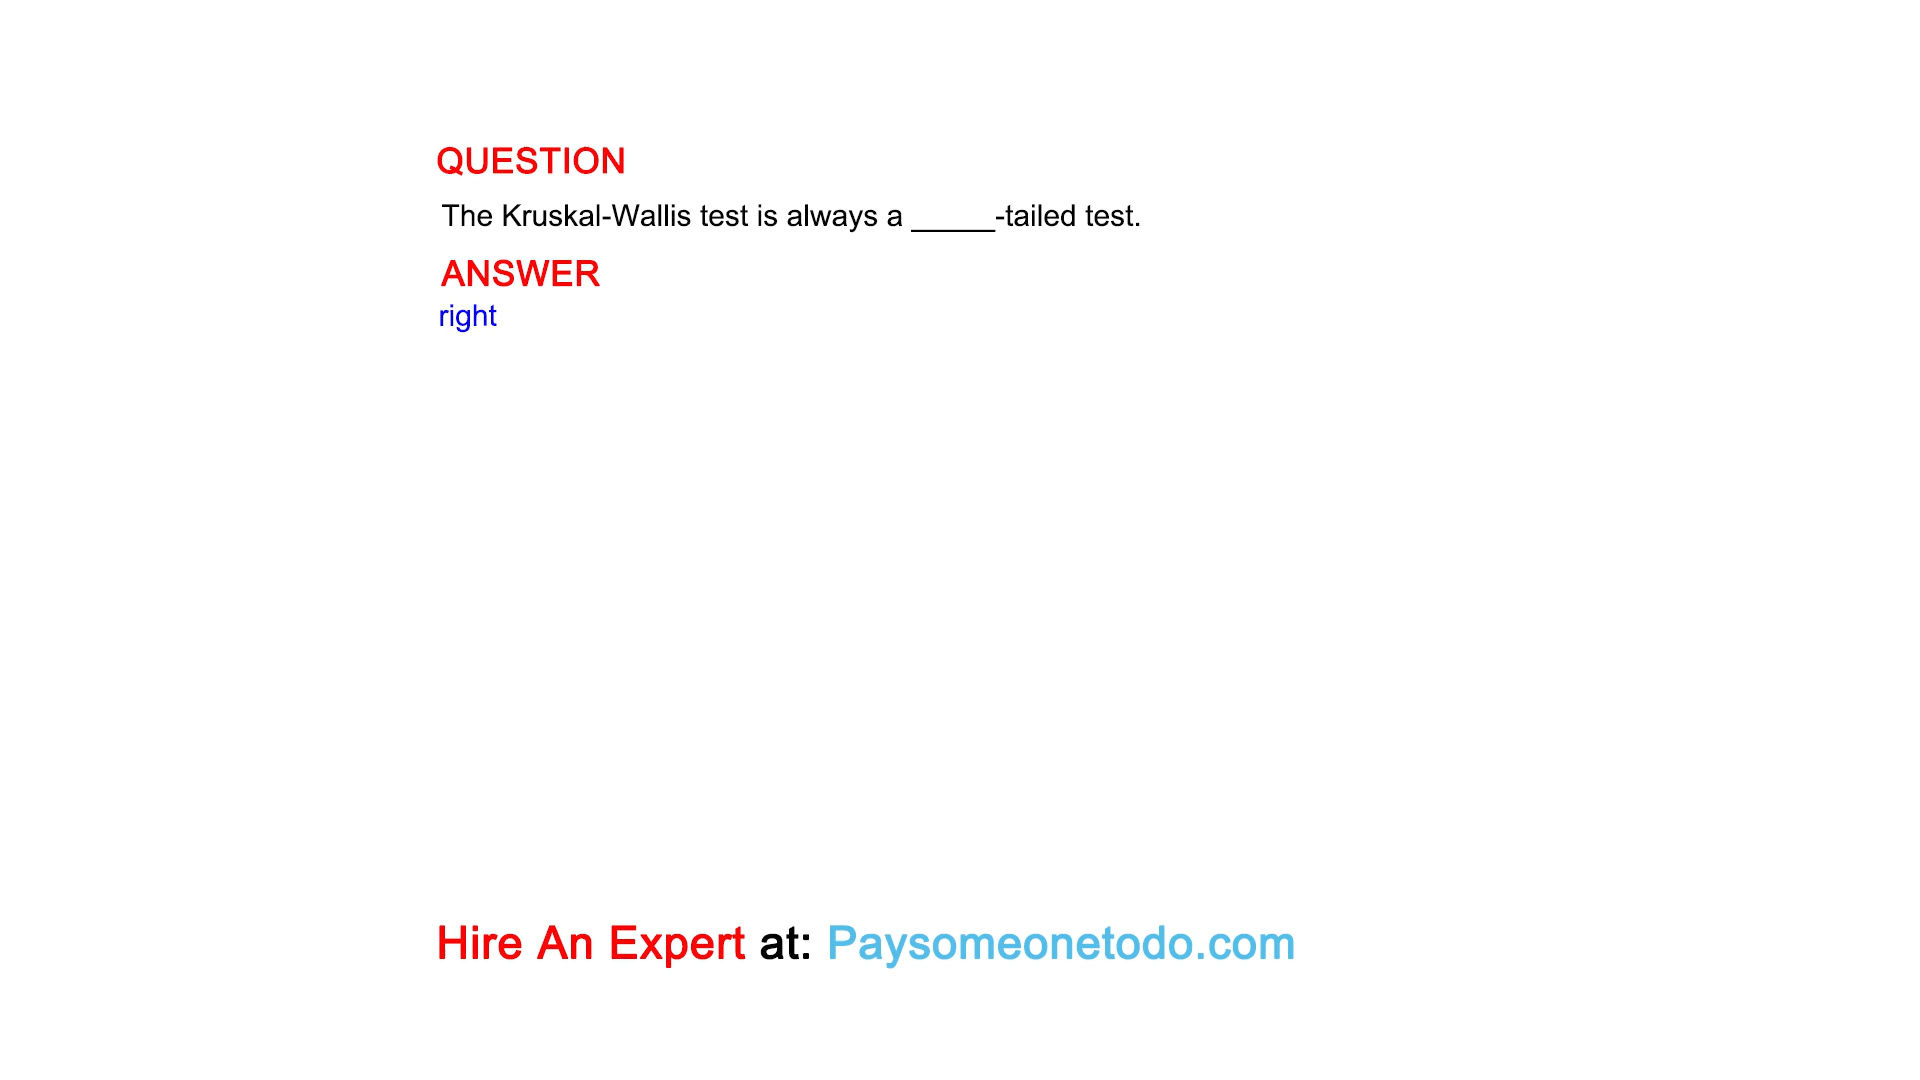 QUESTION
The Kruskal-Wallis test is always a _____-tailed test.
ANSWER
right
Hire An Expert at: Paysomeonetodo.com